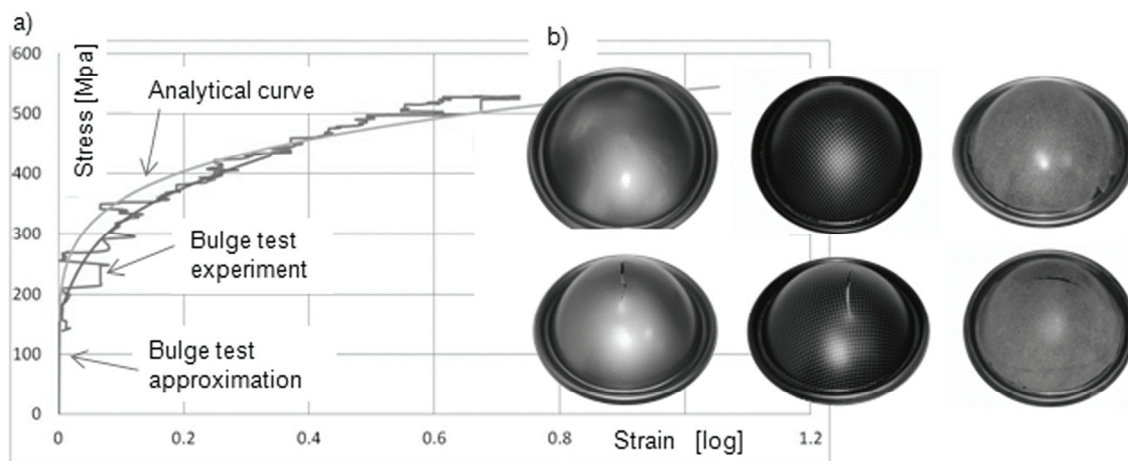 a)
b)
Stress [Mpa]
600
500
400
300
200
100
0
Analytical curve
Bulge test
experiment
Bulge test
approximation
0
0.2
0.4
0.6
0.8
1.2
Strain [log]